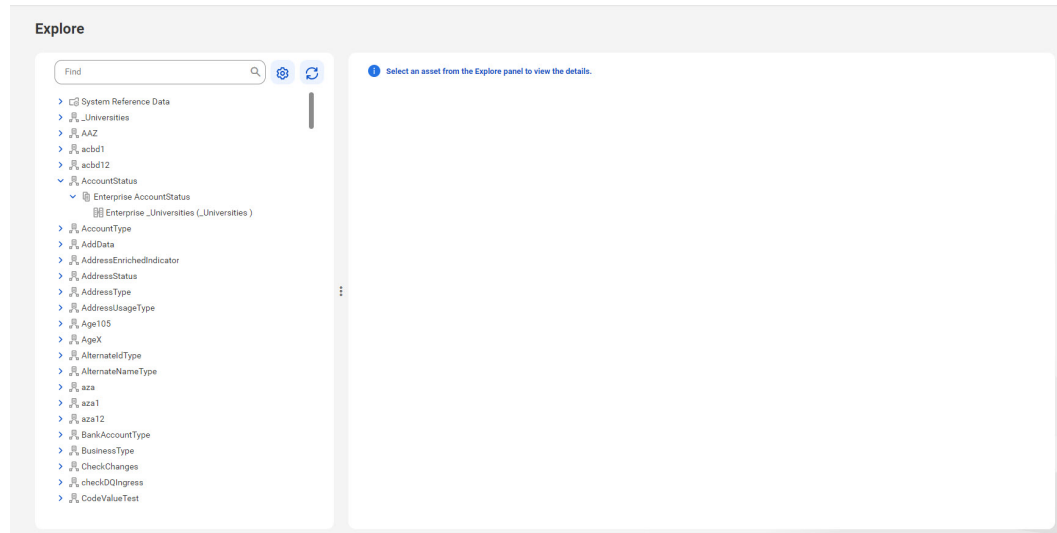 Explore
Find
Select an asset from the Explore panel to view the details.
System Reference Data
_Universities
AAZ
acbd1
acbd12
AccountStatus
Enterprise AccountStatus
Enterprise _Universities (_Universities )
AccountType
AddData
AddressEnrichedIndicator
AddressStatus
AddressType
AddressUsageType
Age105
AgeX
AlternateIdType
AlternateNameType
aza
aza1
aza12
BankAccountType
BusinessType
CheckChanges
checkDQIngress
CodeValueTest